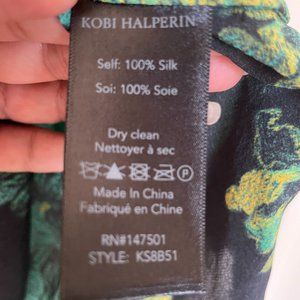 KOBI HALPERIN
Self: 100% Silk
Soi: 100% Soie
Dry clean
Nettoyer à sec
Made In China
Fabriqué en Chine
RN#147501
STYLE: KS8B51